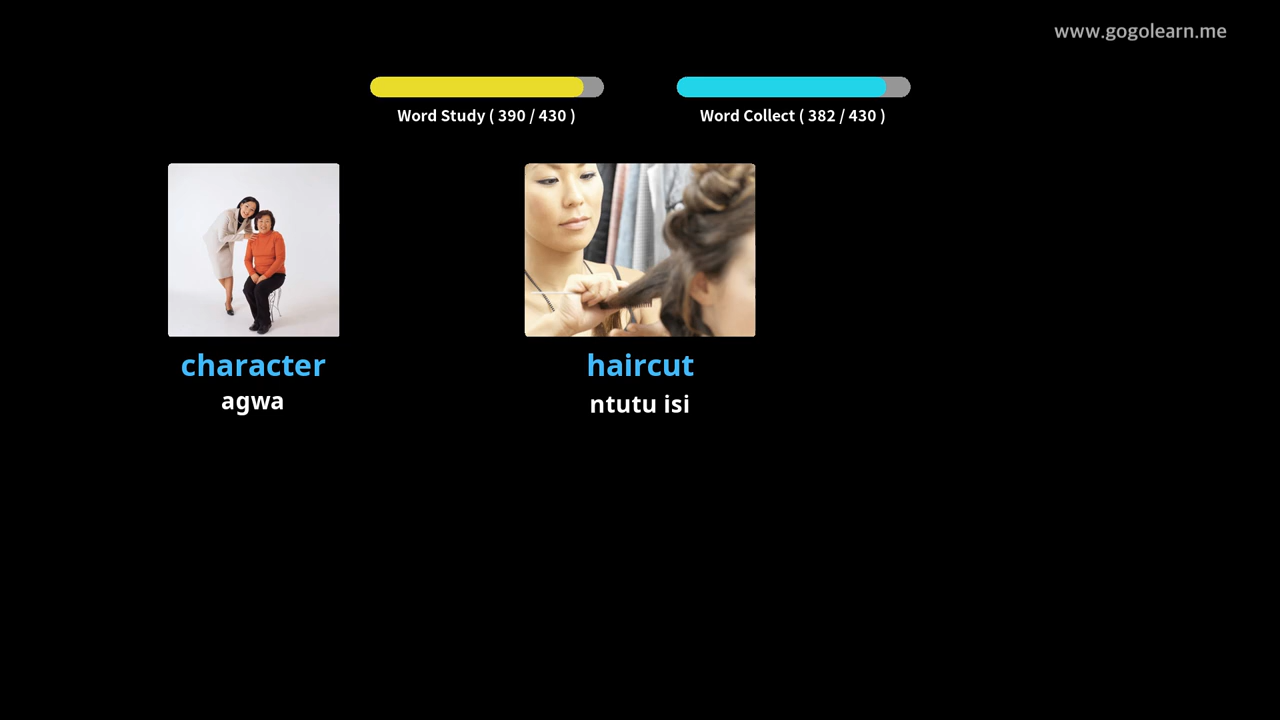 www.gogolearn.me
Word Study ( 390 / 430 )
Word Collect ( 382 / 430 )
character
agwa
haircut
ntutu isi